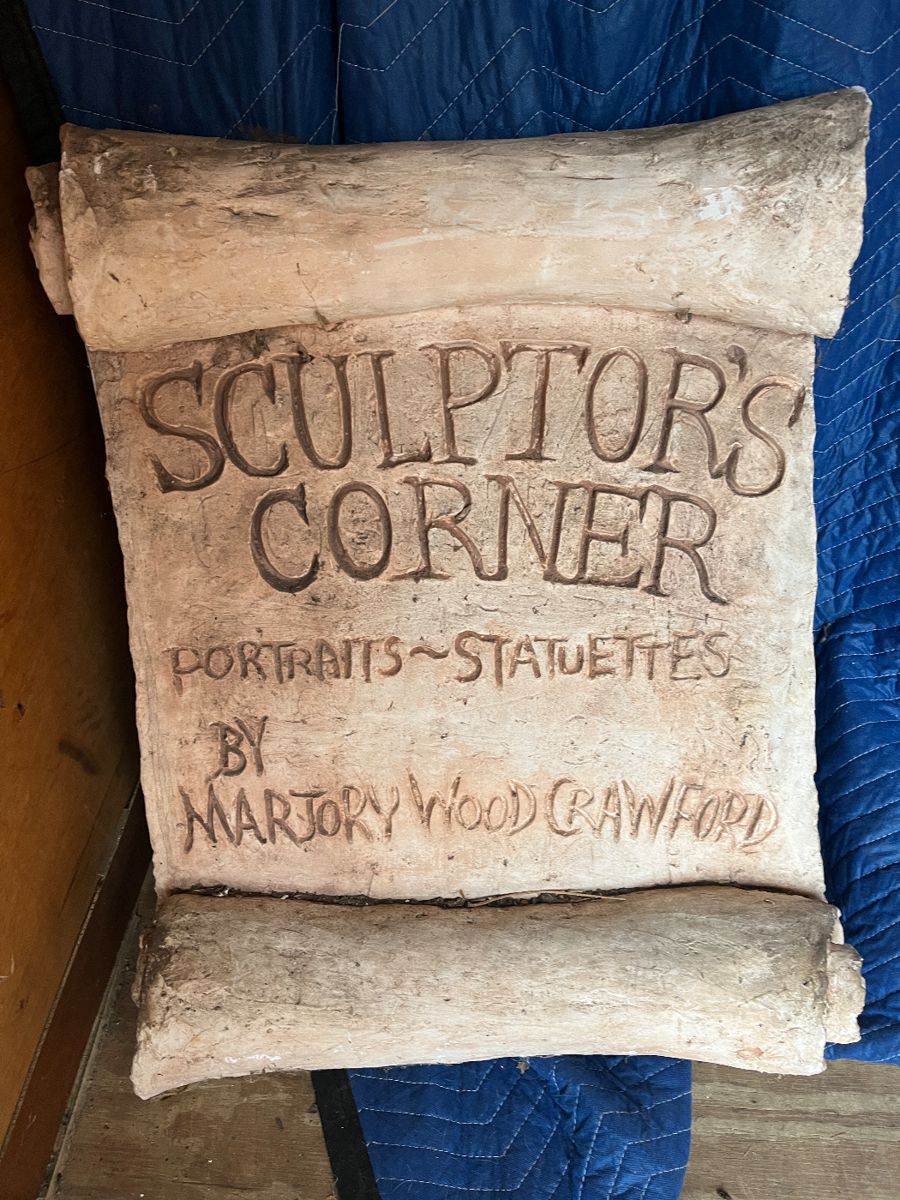 SCULPTOR'S
CORNER
PORTRAITS~STATUETTES
BY
MARJORY WOOD CRAWFORD